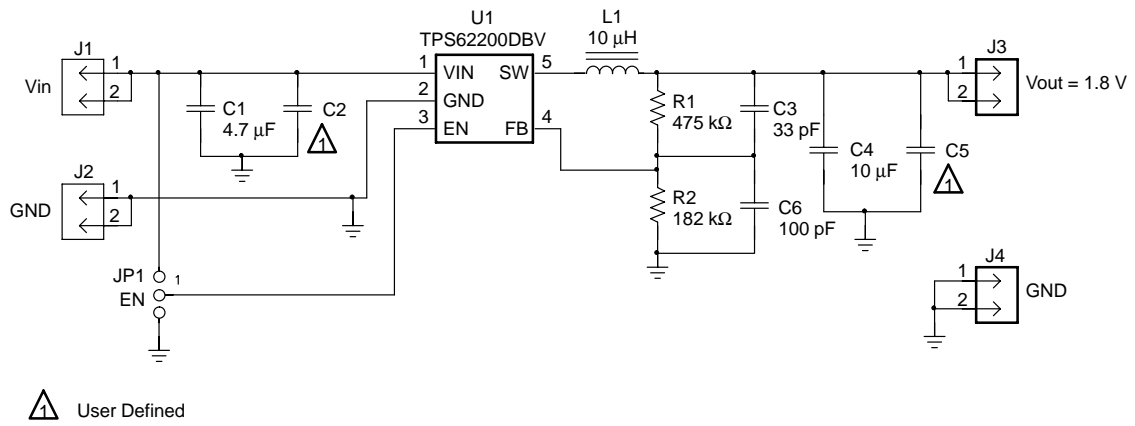 U1
TPS62200DBV
L1
10 μH
J1
Vin
1
2
1
2
3
VIN
GND
EN
SW
FB
5
4
C1
4.7 μF
C2
1
R1
475 kΩ
C3
33 pF
C4
10 μF
C5
1
J3
1
2
Vout = 1.8 V
J2
GND
1
2
R2
182 kΩ
C6
100 pF
JP1
1
EN
J4
1
2
GND
1 User Defined